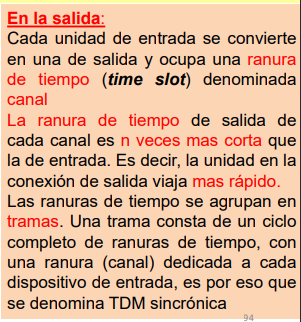 En la salida:
Cada unidad de entrada se convierte
en una de salida y ocupa una ranura
de tiempo (time slot) denominada
canal
La ranura de tiempo de salida de
cada canal es n veces mas corta que
la de entrada. Es decir, la unidad en la
conexión de salida viaja mas rápido.
Las ranuras de tiempo se agrupan en
tramas. Una trama consta de un ciclo
completo de ranuras de tiempo, con
una ranura (canal) dedicada a cada
dispositivo de entrada, es por eso que
se denomina TDM sincrónica
94